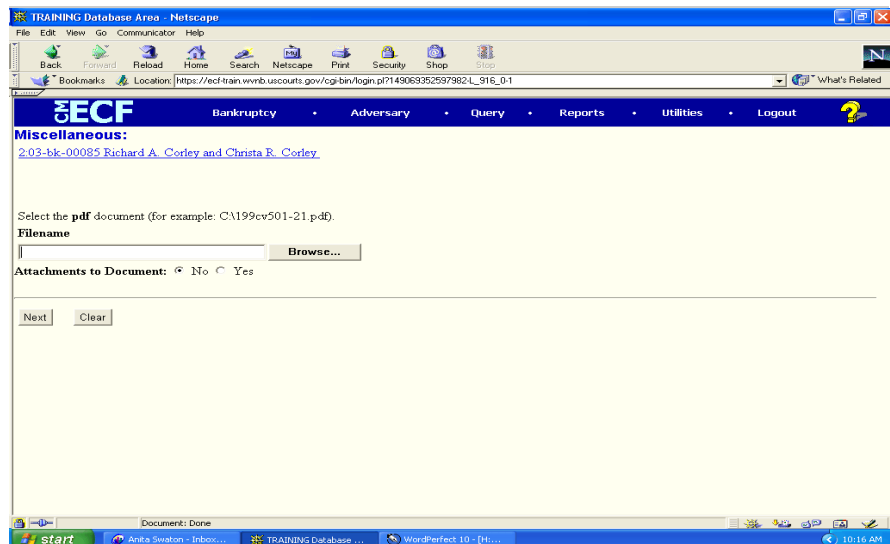 TRAINING Database Area - Netscape
File Edit View Go Communicator Help
Back Forward Reload Home Search Netscape Print Security Shop Stop
Bookmarks Location: https://ecf-train.wvnb.uscourts.gov/cgi-bin/login.pl?149069352597982-L_916_0-1 What's Related
CM ECF Bankruptcy • Adversary • Query • Reports • Utilities • Logout ?
Miscellaneous:
2:03-bk-00085 Richard A. Corley and Christa R. Corley
Select the pdf document (for example: C:\199cv501-21.pdf).
Filename
Browse...
Attachments to Document: No Yes
Next Clear
Document: Done
start Anita Swaton - Inbox... TRAINING Database ... WordPerfect 10 - [H:... 10:16 AM